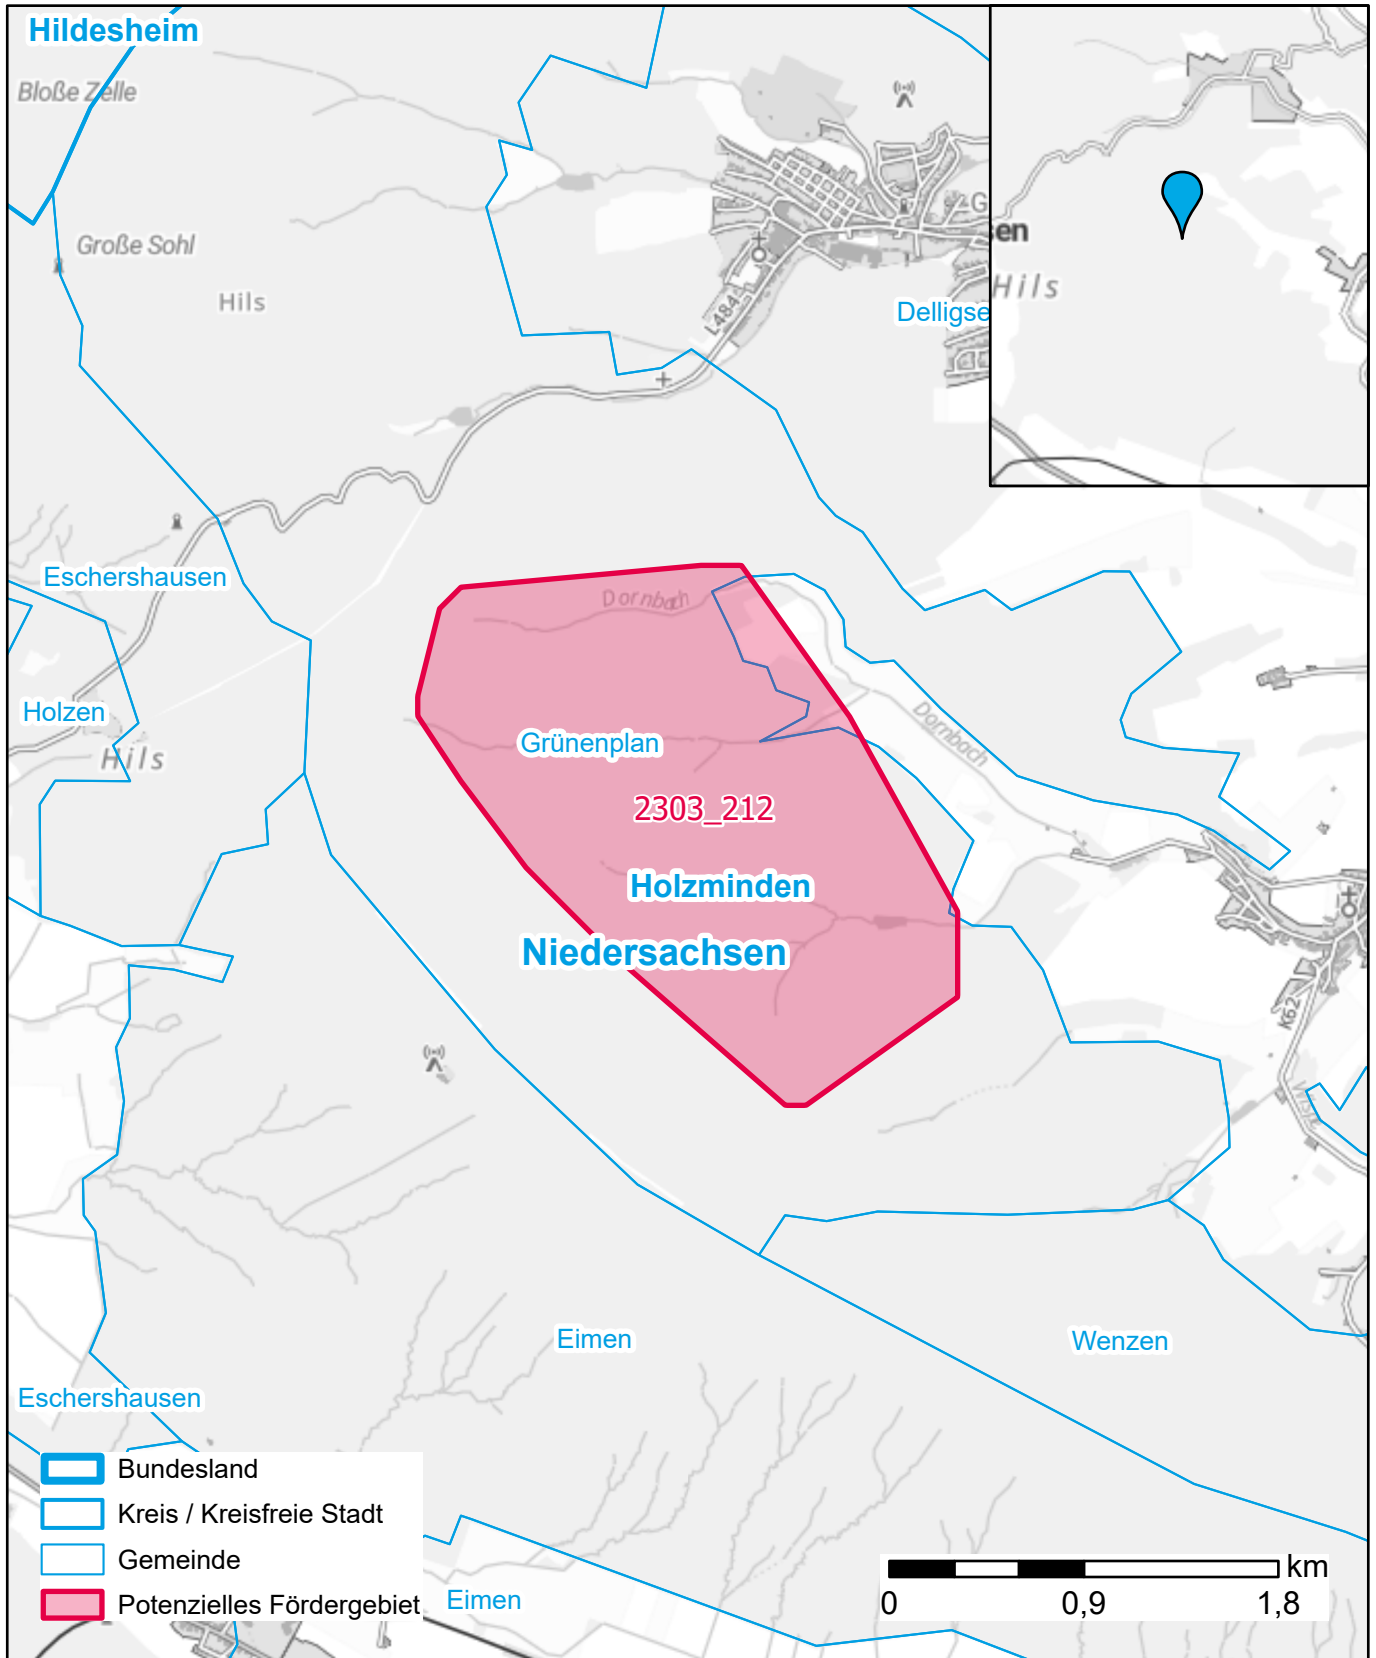 Hildesheim
Bloße Zelle
Große Sohl
Hils
L484
G
Delligse
en
Hils
Eschershausen
Dornbach
Holzen
Hils
Grünenplan
Dornbach
2303_212
Holzminden
Niedersachsen
K62
Eimen
Wenzen
Eschershausen
Bundesland
Kreis / Kreisfreie Stadt
Gemeinde
Potenzielles Fördergebiet
Eimen
km
0 0,9 1,8